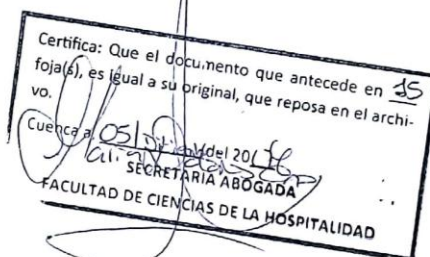 Certifica: Que el documento que antecede en 15
foja(s), es igual a su original, que reposa en el archi-
vo.
Cuenca a 05 del 2016
SECRETARIA ABOGADA
FACULTAD DE CIENCIAS DE LA HOSPITALIDAD